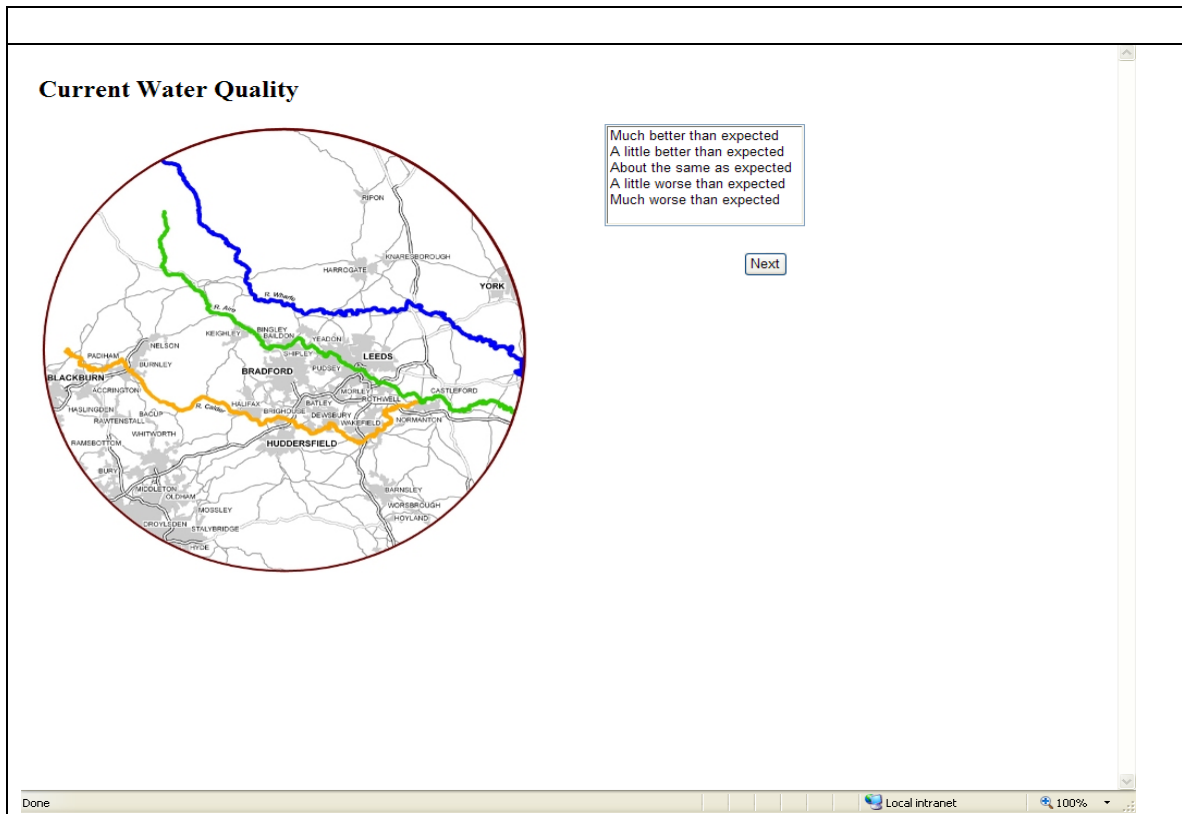 Current Water Quality
Much better than expected
A little better than expected
About the same as expected
A little worse than expected
Much worse than expected
Next
RIPON
KNARESBOROUGH
HARROGATE
YORK
R. Wharfe
R. Aire
KEIGHLEY
BINGLEY
BAILDON
YEADON
NELSON
SHIPLEY
LEEDS
PADIHAM
BURNLEY
BRADFORD
PUDSEY
BLACKBURN
ACCRINGTON
MORLEY
CASTLEFORD
ROTHWELL
HASLINGDEN
BACUP
R. Calder
HALIFAX
BATLEY
BRIGHOUSE
DEWSBURY
RAWTENSTALL
WAKEFIELD
NORMANTON
WHITWORTH
RAMSBOTTOM
HUDDERSFIELD
BURY
MIDDLETON
OLDHAM
BARNSLEY
MOSSLEY
WORSBROUGH
HOYLAND
DROYLSDEN
STALYBRIDGE
HYDE
Done
Local intranet
100%